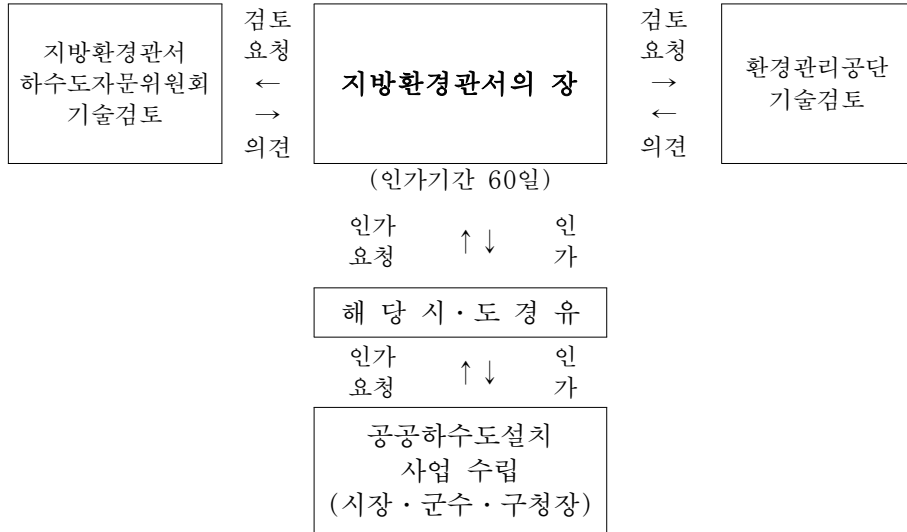 지방환경관서
하수도자문위원회
기술검토
검토
요청
←
→
의견
지방환경관서의 장
검토
요청
→
←
의견
환경관리공단
기술검토
(인가기간 60일)
인가
요청
↑↓
인
가
해 당 시·도 경 유
인가
요청
↑↓
인
가
공공하수도설치
사업 수립
(시장·군수·구청장)